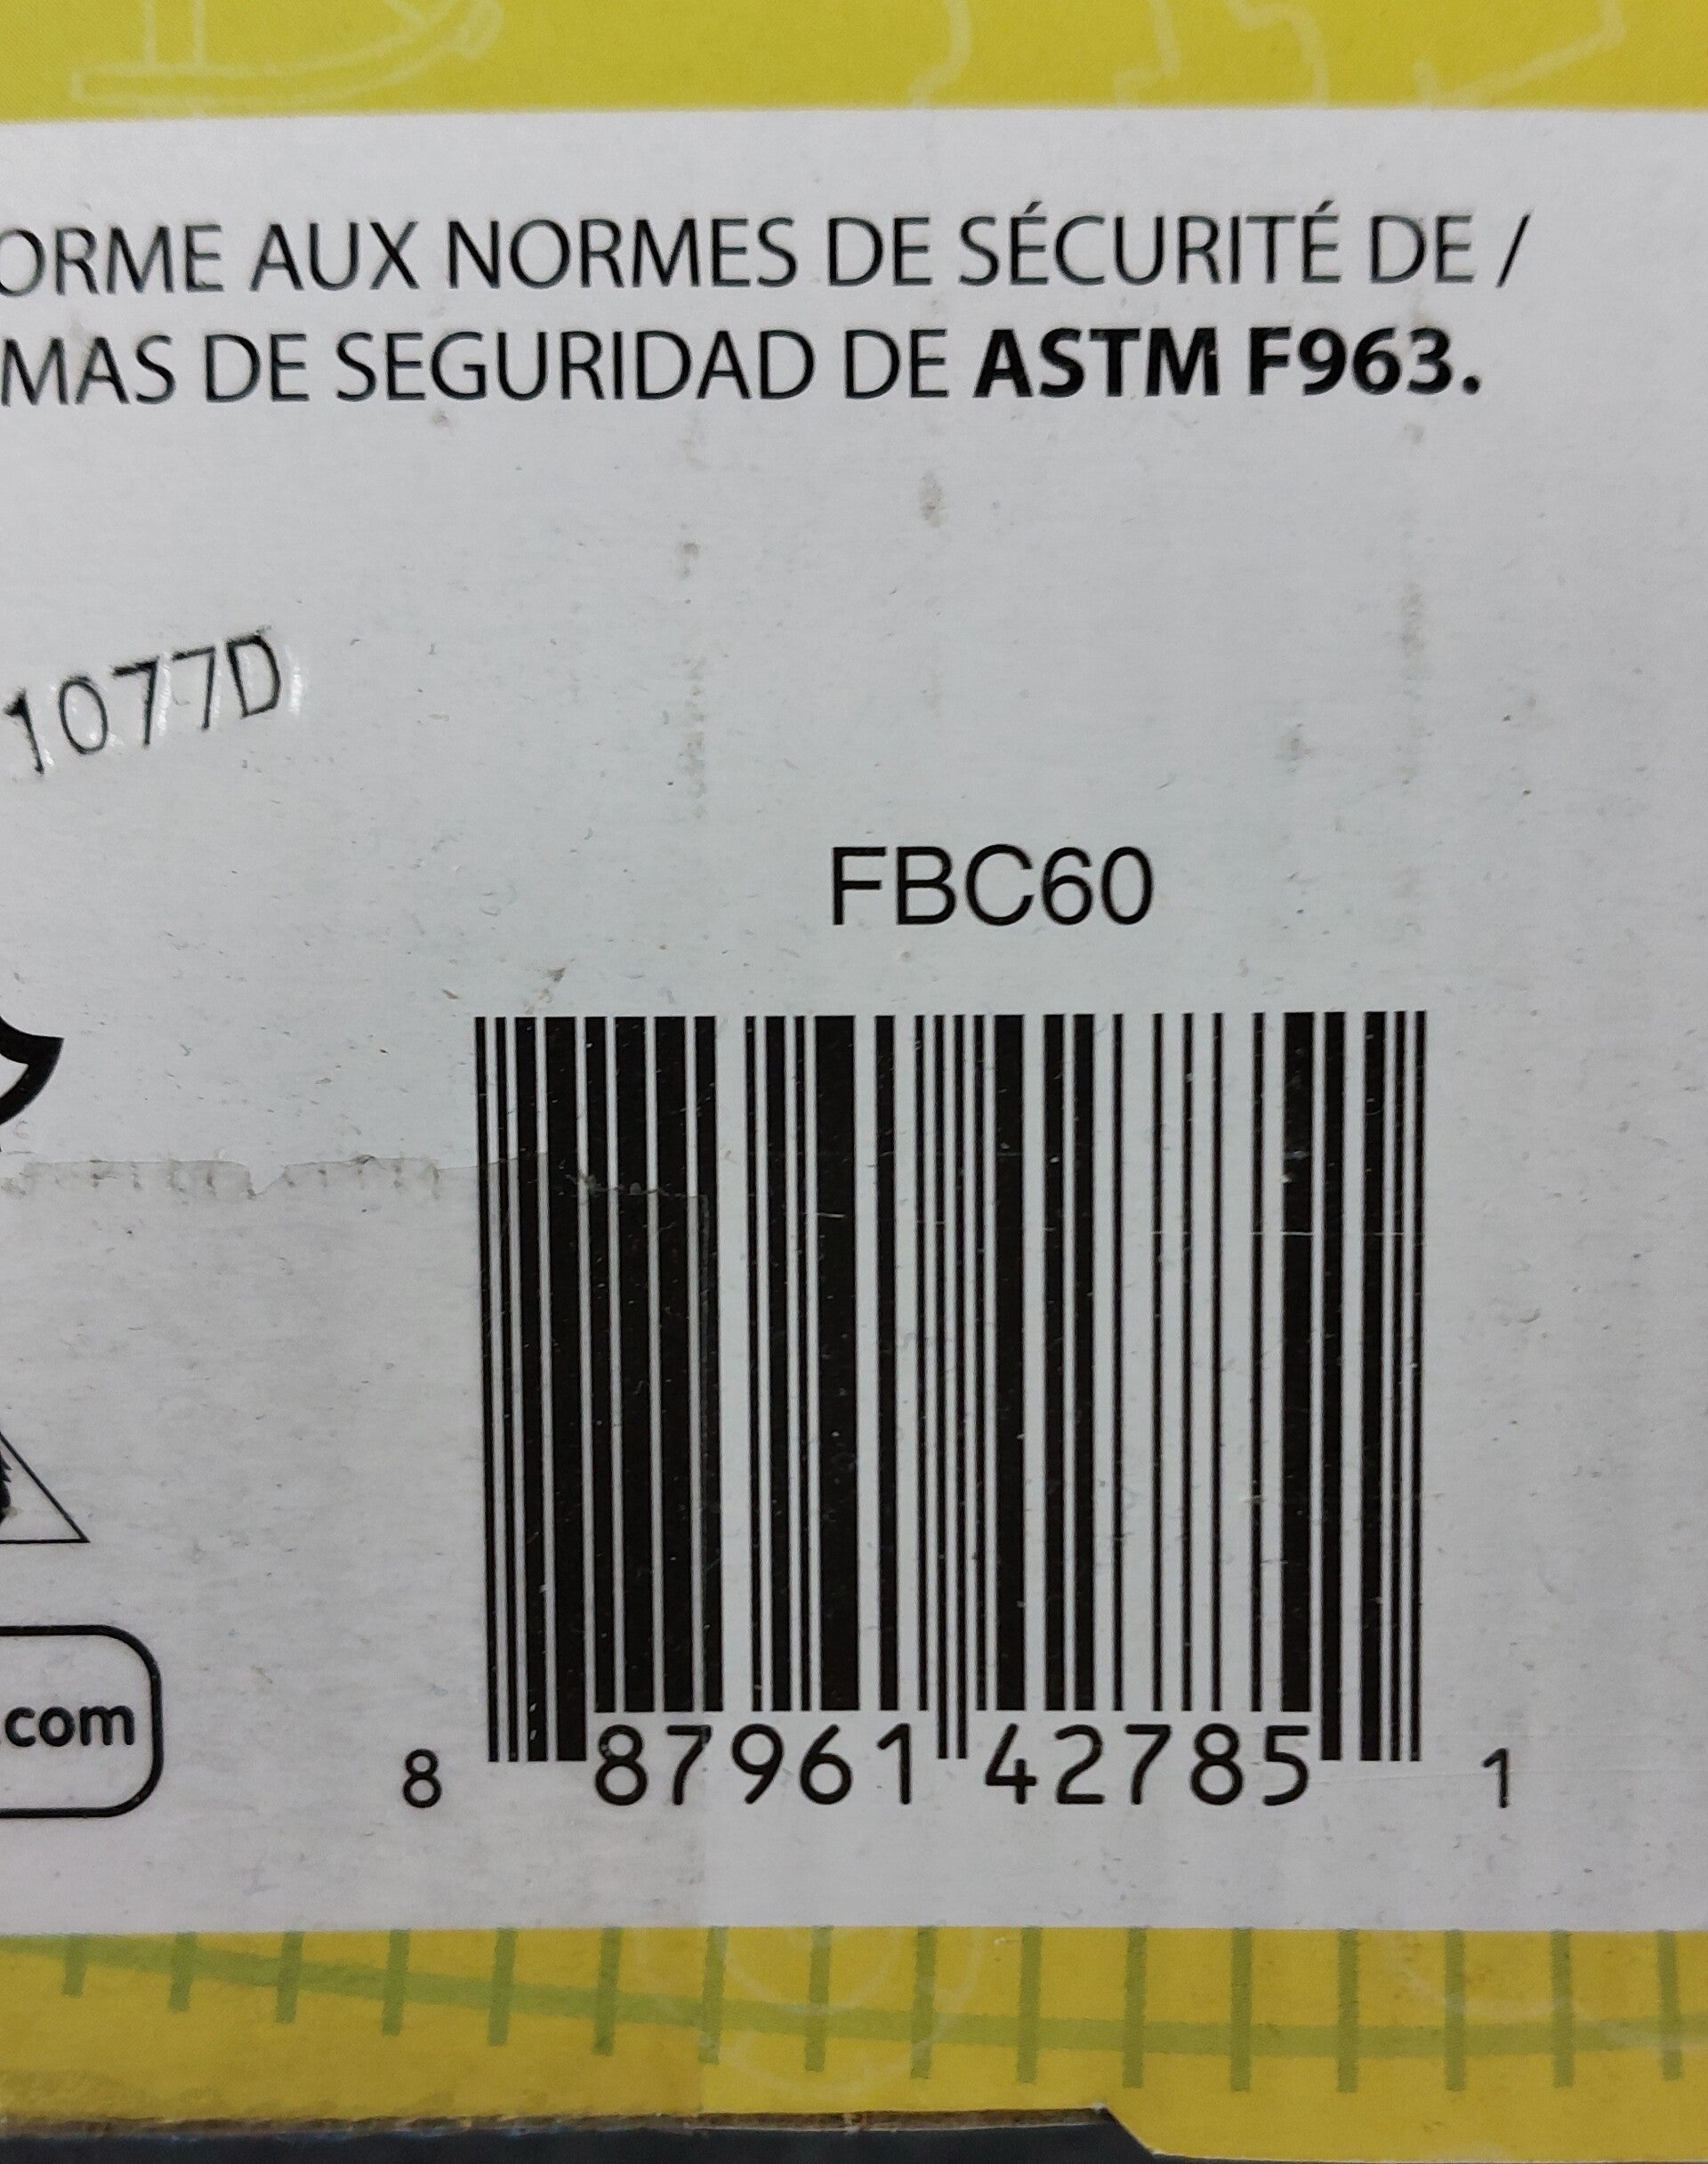 ORME AUX NORMES DE SÉCURITÉ DE /
MAS DE SEGURIDAD DE ASTM F963.
1077D
FBC60
.com
8 87961 42785 1